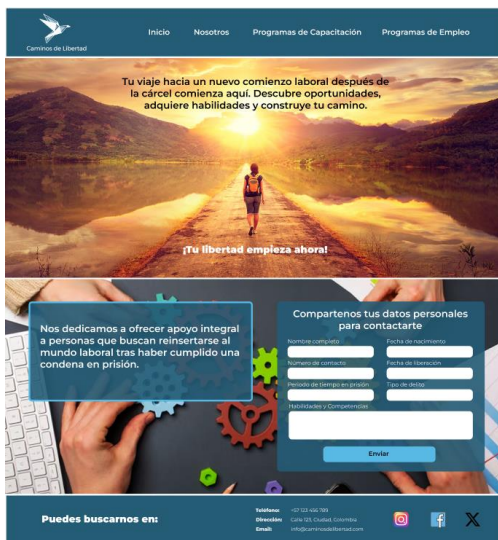 Inicio Nosotros Programas de Capacitación Programas de Empleo
Caminos de Libertad
Tu viaje hacia un nuevo comienzo laboral después de
la cárcel comienza aquí. Descubre oportunidades,
adquiere habilidades y construye tu camino.
¡Tu libertad empieza ahora!
Nos dedicamos a ofrecer apoyo integral
a personas que buscan reinsertarse al
mundo laboral tras haber cumplido una
condena en prisión.
Compartenos tus datos personales
para contactarte
Nombre completo Fecha de nacimiento
Número de contacto Fecha de liberación
Periodo de tiempo en prisión Tipo de delito
Habilidades y Competencias
Enviar
Puedes buscarnos en:
Teléfono: +57 123 456 789
Dirección: Calle 123, Ciudad, Colombia
Email: info@caminosdelibertad.com